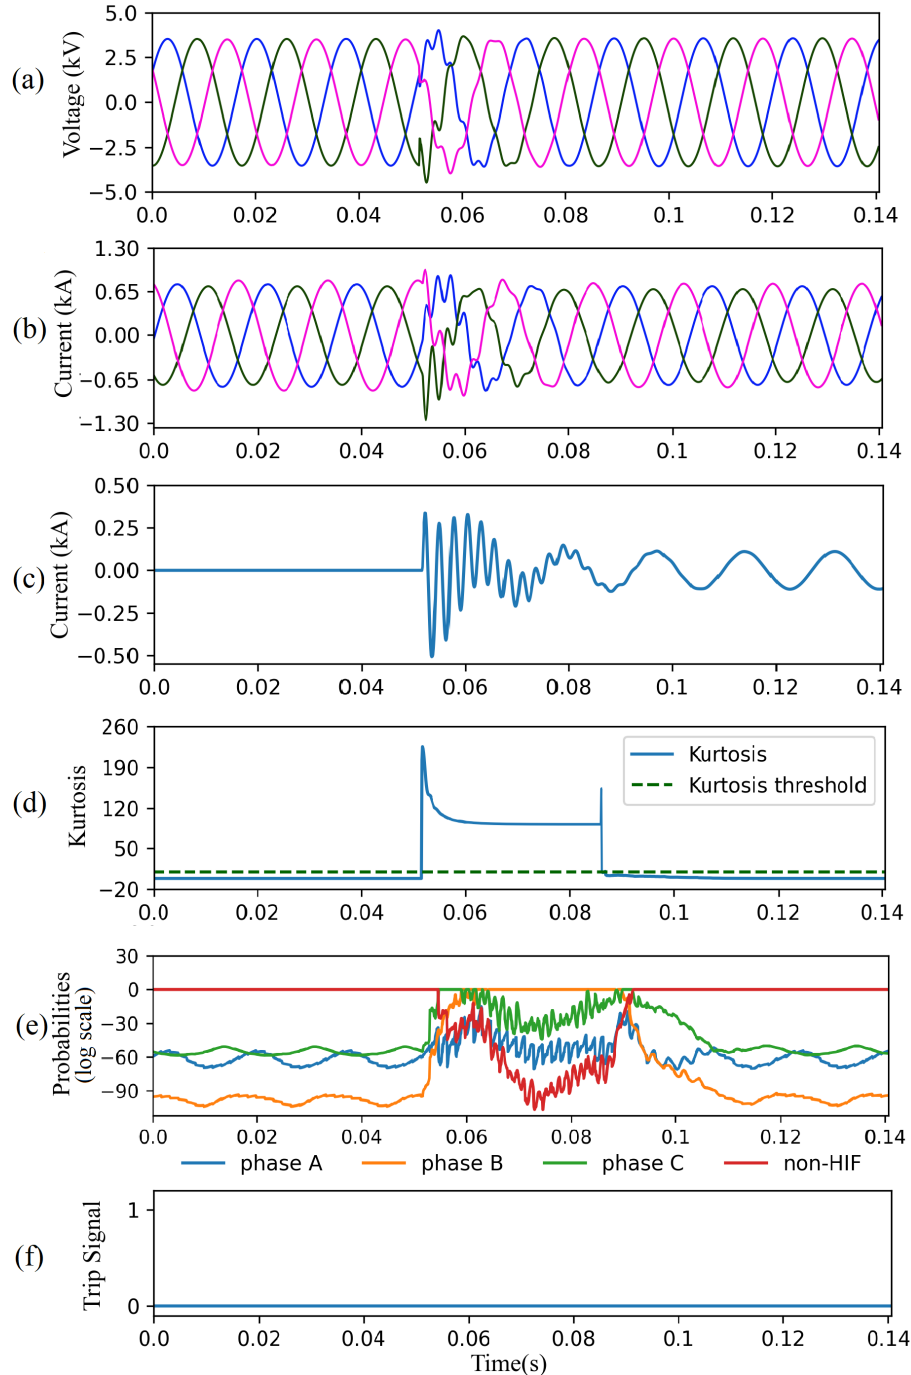 (a)
Voltage (kV)
5.0
2.5
0.0
−2.5
−5.0
0.0 0.02 0.04 0.06 0.08 0.1 0.12 0.14
(b)
Current (kA)
1.30
0.65
0.00
−0.65
−1.30
0.0 0.02 0.04 0.06 0.08 0.1 0.12 0.14
(c)
Current (kA)
0.50
0.25
0.00
−0.25
−0.50
0.0 0.02 0.04 0.06 0.08 0.1 0.12 0.14
(d)
Kurtosis
260
190
120
50
−20
Kurtosis
Kurtosis threshold
0.0 0.02 0.04 0.06 0.08 0.1 0.12 0.14
(e)
Probabilities
(log scale)
30
0
−30
−60
−90
0.0 0.02 0.04 0.06 0.08 0.1 0.12 0.14
phase A phase B phase C non-HIF
(f)
Trip Signal
1
0
0.0 0.02 0.04 0.06 0.08 0.1 0.12 0.14
Time(s)